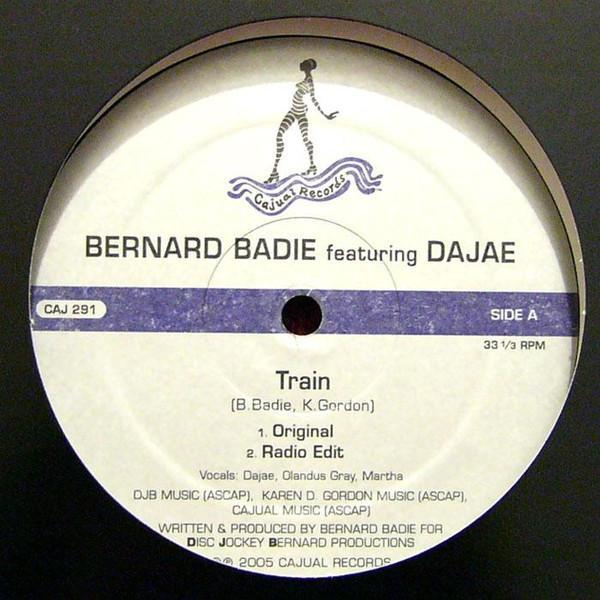 Cajual Records
BERNARD BADIE featuring DAJAE
CAJ 291
SIDE A
33 1/3 RPM
Train
(B.Badie, K.Gordon)
1. Original
2. Radio Edit
Vocals: Dajae, Olandus Gray, Martha
DJB MUSIC (ASCAP), KAREN D. GORDON MUSIC (ASCAP),
CAJUAL MUSIC (ASCAP)
WRITTEN & PRODUCED BY BERNARD BADIE FOR
DISC JOCKEY BERNARD PRODUCTIONS
℗© 2005 CAJUAL RECORDS